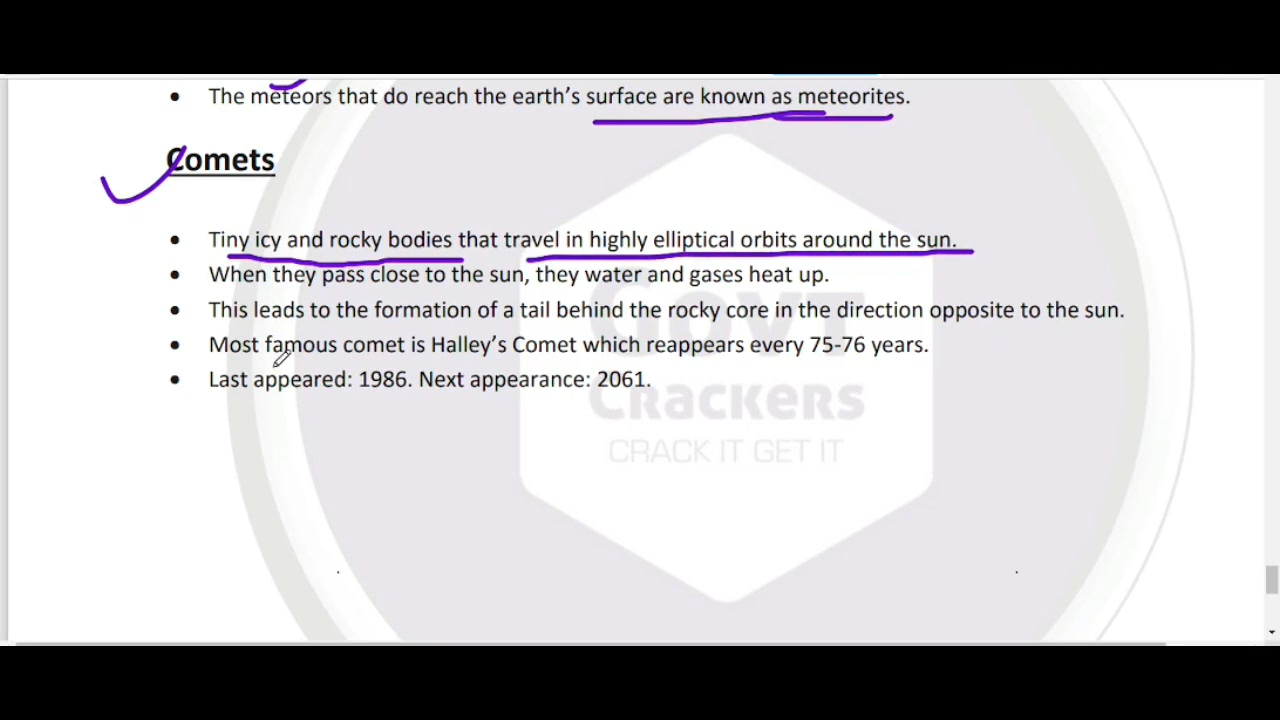 • The meteors that do reach the earth's surface are known as meteorites.
Comets
• Tiny icy and rocky bodies that travel in highly elliptical orbits around the sun.
• When they pass close to the sun, they water and gases heat up.
• This leads to the formation of a tail behind the rocky core in the direction opposite to the sun.
• Most famous comet is Halley's Comet which reappears every 75-76 years.
• Last appeared: 1986. Next appearance: 2061.
GOVT
CRACKERS
CRACK IT GET IT